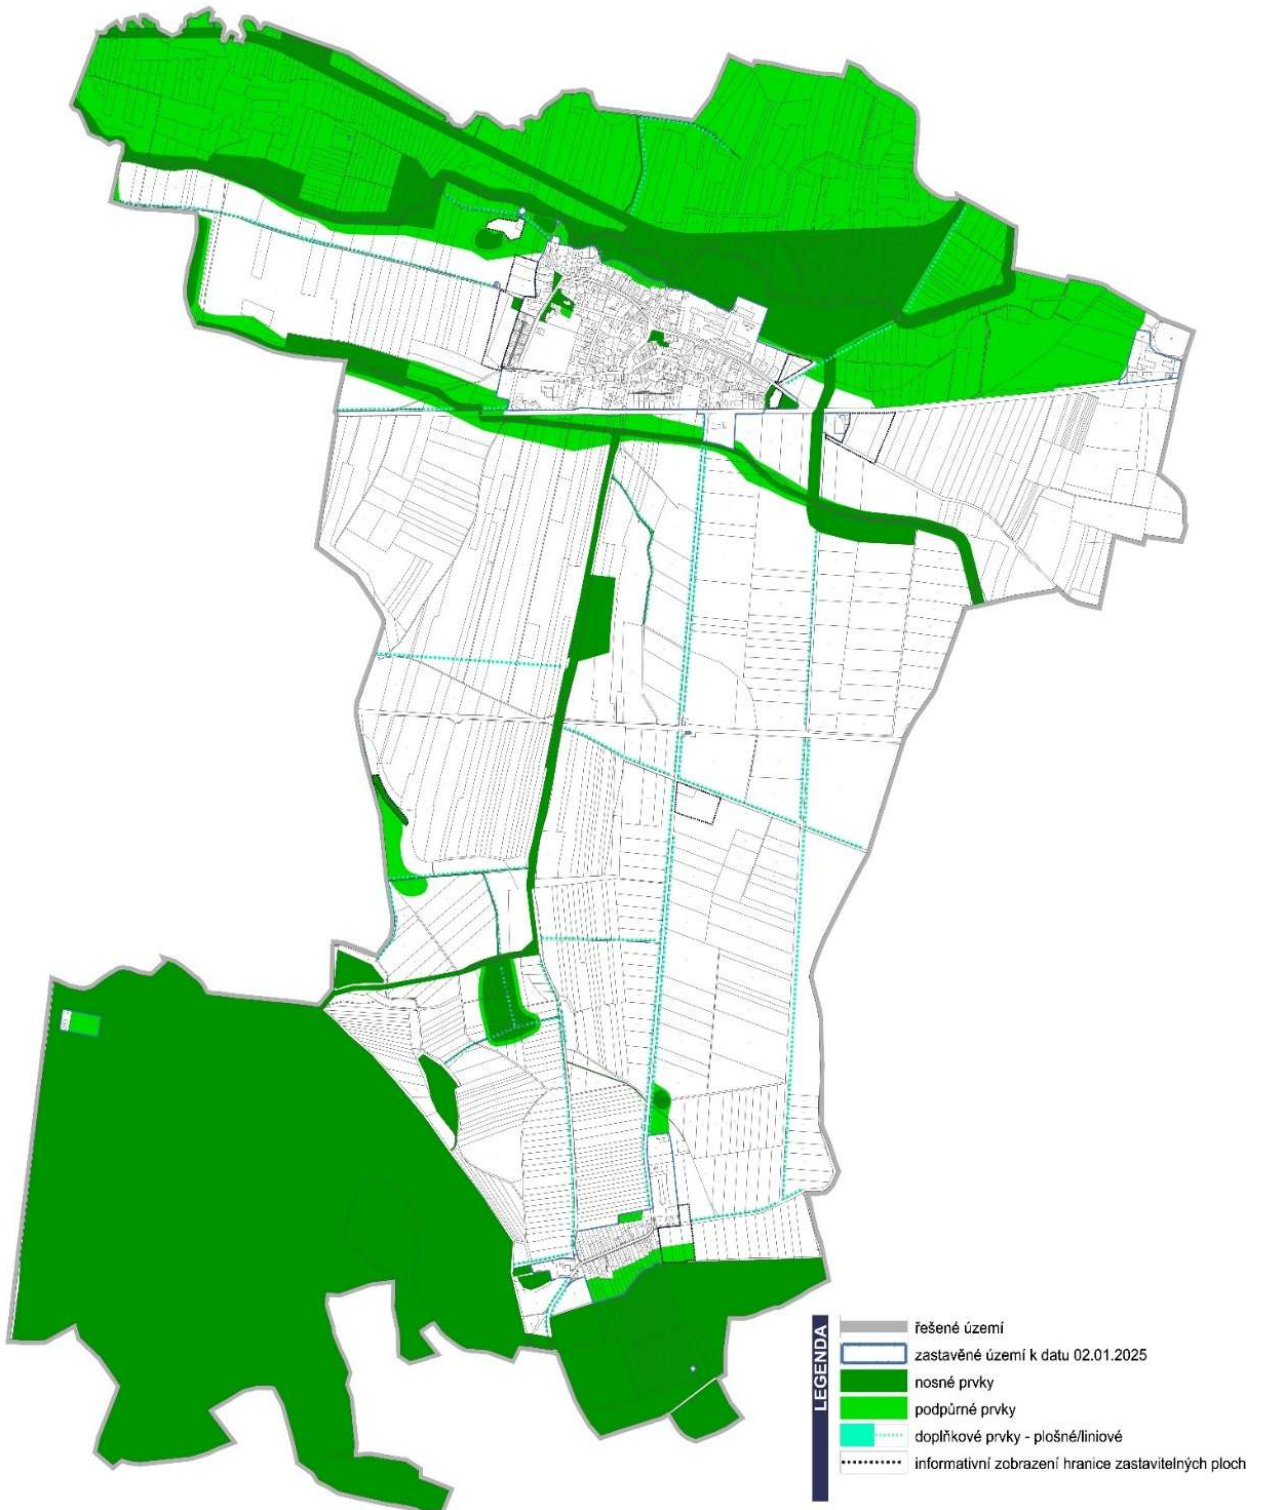 LEGENDA
řešené území
zastavěné území k datu 02.01.2025
nosné prvky
podpůrné prvky
doplňkové prvky - plošné/liniové
informativní zobrazení hranice zastavitelných ploch